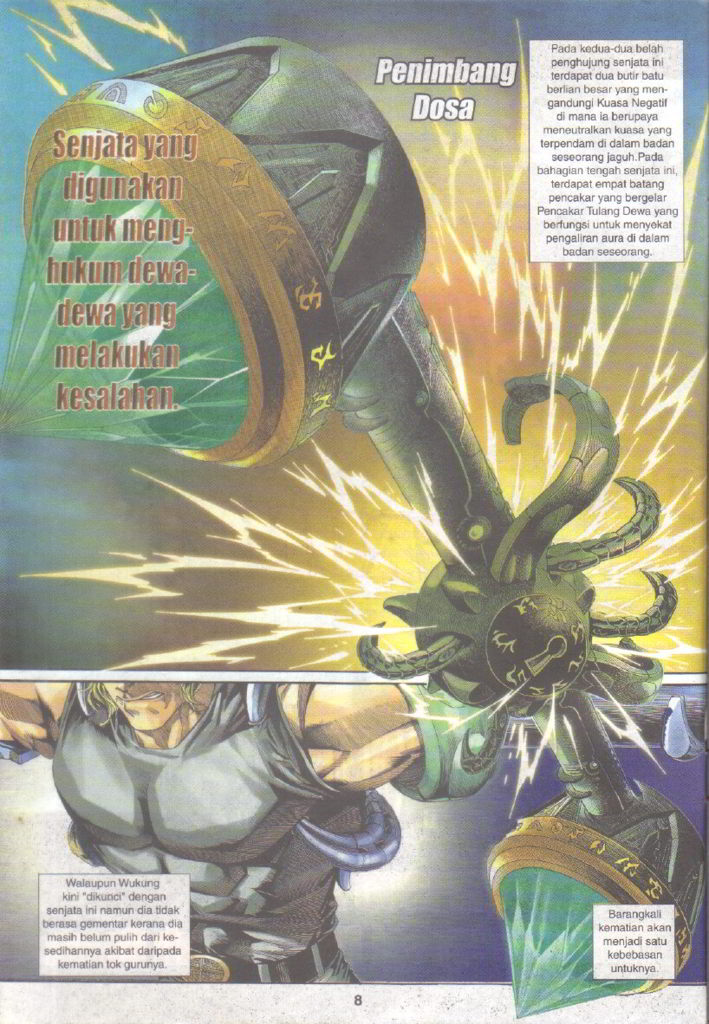 Penimbang
Dosa
Pada kedua-dua belah
penghujung senjata ini
terdapat dua butir batu
berlian besar yang men-
gandungi Kuasa Negatif
di mana ia berupaya
meneutralkan kuasa yang
terpendam di dalam badan
seseorang jaguh.Pada
bahagian tengah senjata ini,
terdapat empat batang
pencakar yang bergelar
Pencakar Tulang Dewa yang
berfungsi untuk menyekat
pengaliran aura di dalam
badan seseorang.
Senjata yang
digunakan
untuk meng-
hukum dewa-
dewa yang
melakukan
kesalahan.
Walaupun Wukung
kini "dikunci" dengan
senjata ini namun dia tidak
berasa gementar kerana dia
masih belum pulih dari ke-
sedihannya akibat daripada
kematian tok gurunya.
Barangkali
kematian akan
menjadi satu
kebebasan
untuknya.
8